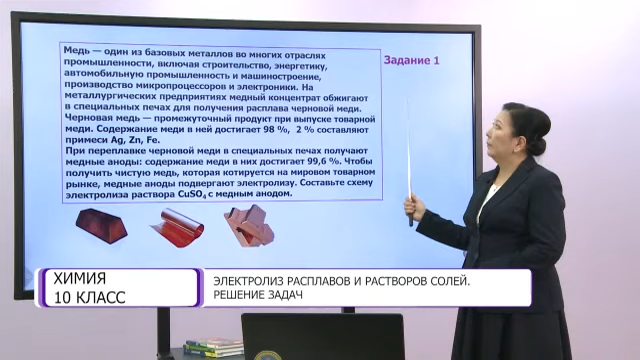 Медь — один из базовых металлов во многих отраслях
промышленности, включая строительство, энергетику,
автомобильную промышленность и машиностроение,
производство микропроцессоров и электроники. На
металлургических предприятиях медный концентрат обжигают
в специальных печах для получения расплава черновой меди.
Черновая медь — промежуточный продукт при выпуске товарной
меди. Содержание меди в ней достигает 98 %, 2 % составляют
примеси Ag, Zn, Fe.
При переплавке черновой меди в специальных печах получают
медные аноды: содержание меди в них достигает 99,6 %. Чтобы
получить чистую медь, которая котируется на мировом товарном
рынке, медные аноды подвергают электролизу. Составьте схему
электролиза раствора CuSO₄ с медным анодом.
Задание 1
ХИМИЯ
10 КЛАСС
ЭЛЕКТРОЛИЗ РАСПЛАВОВ И РАСТВОРОВ СОЛЕЙ.
РЕШЕНИЕ ЗАДАЧ